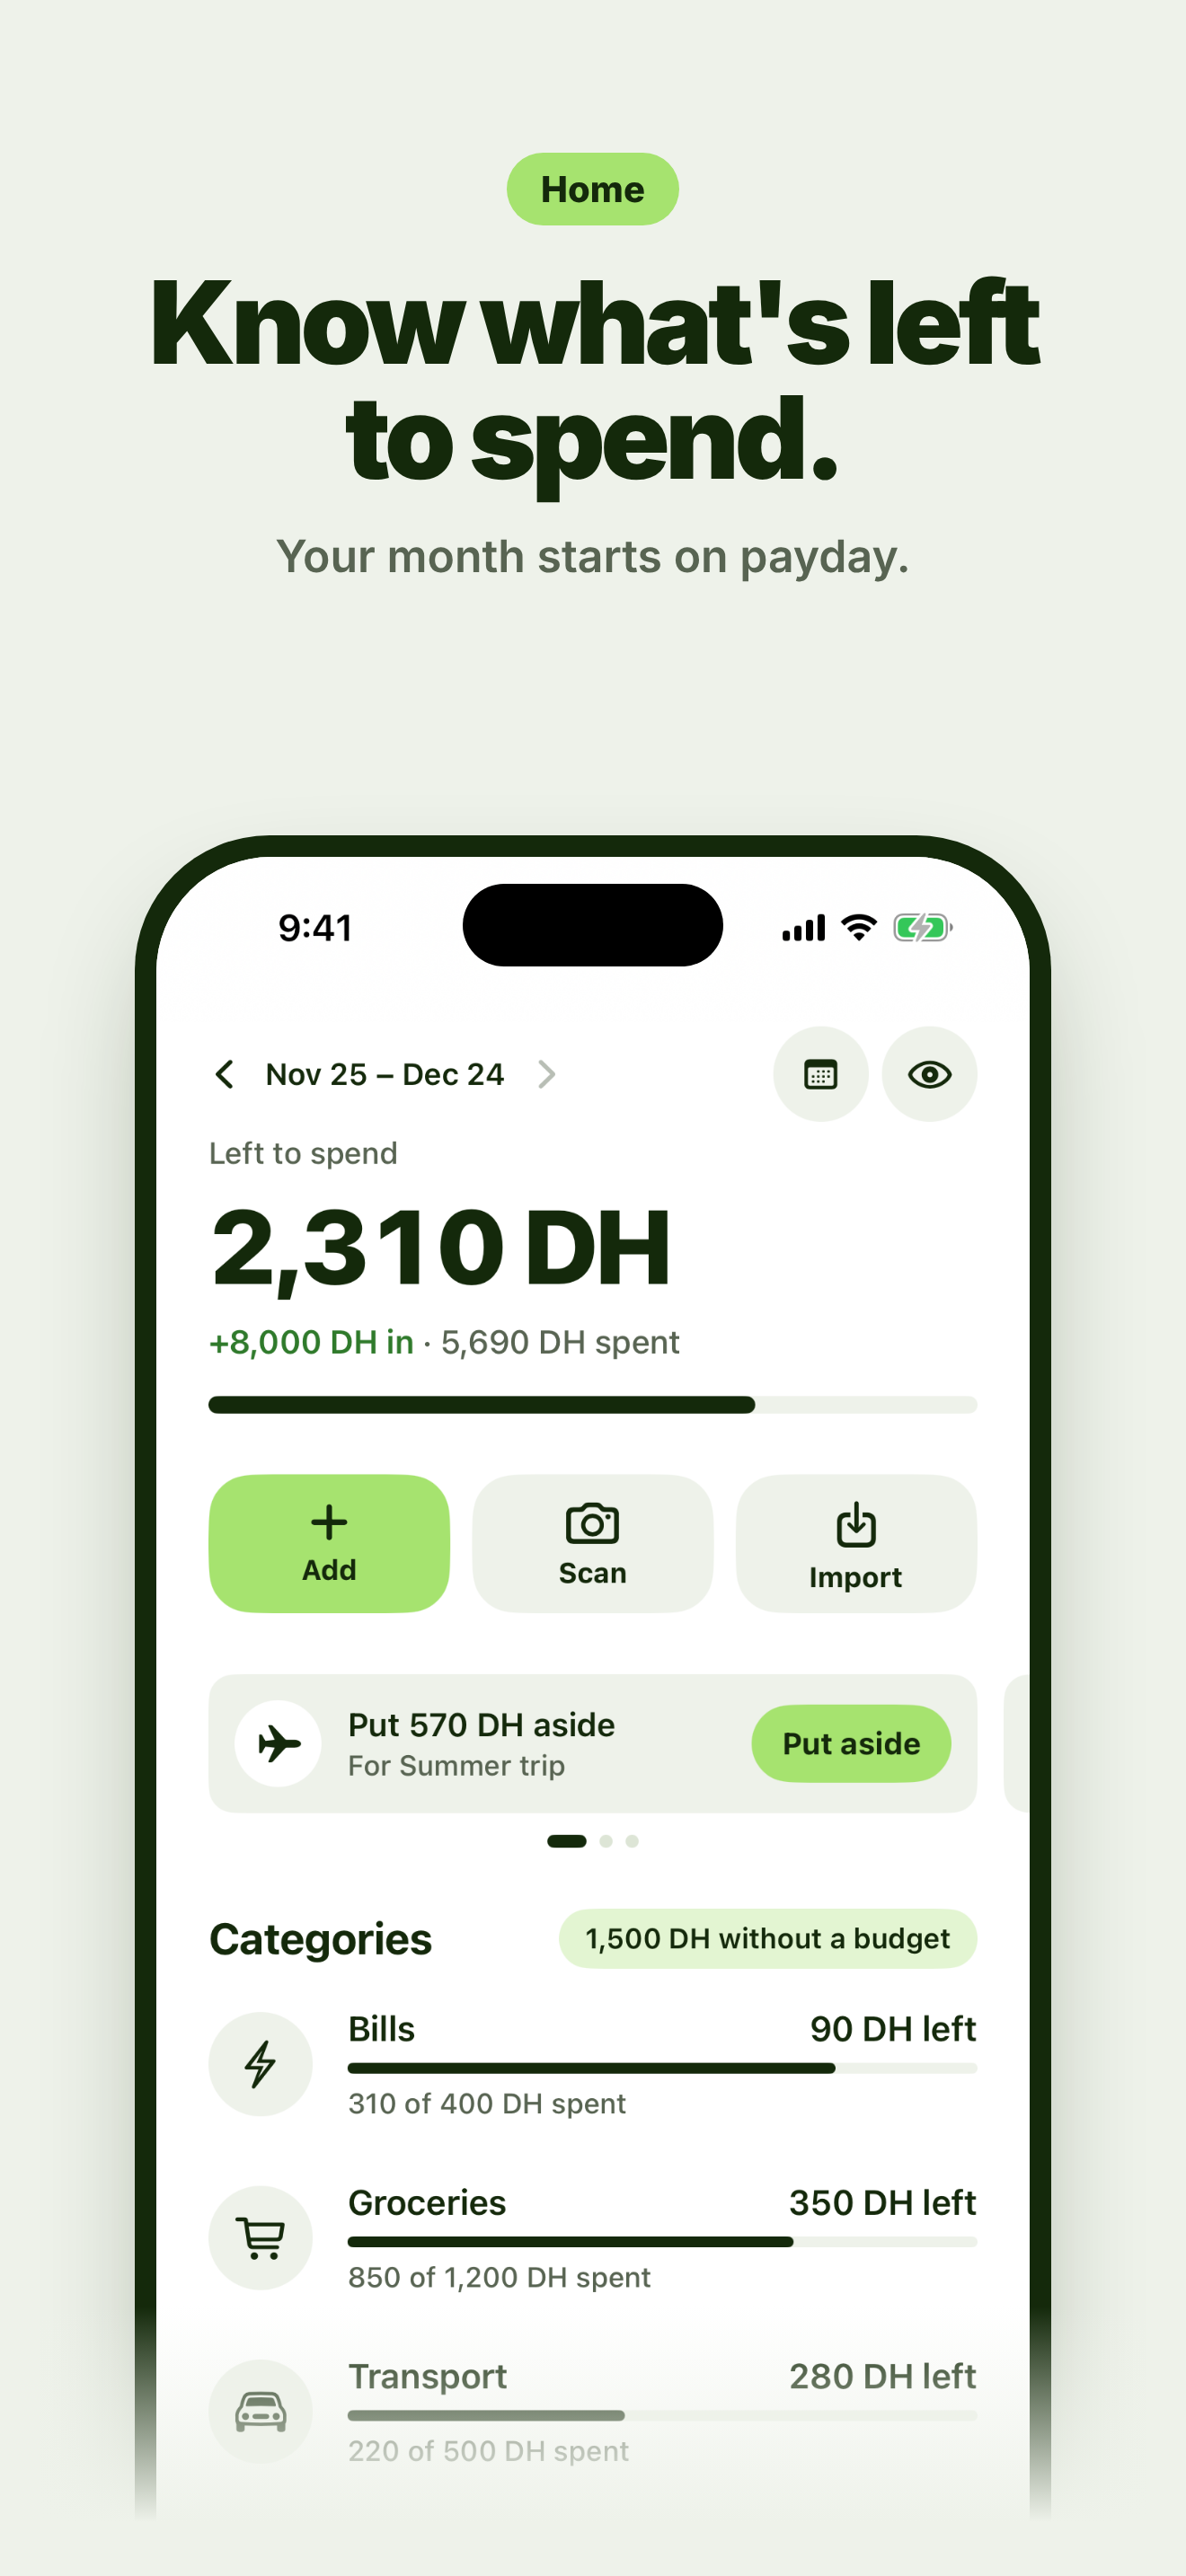 Home
Know what's left
to spend.
Your month starts on payday.
9:41
Nov 25 – Dec 24
Left to spend
2,310 DH
+8,000 DH in · 5,690 DH spent
Add
Scan
Import
Put 570 DH aside
For Summer trip
Put aside
Categories
1,500 DH without a budget
Bills
90 DH left
310 of 400 DH spent
Groceries
350 DH left
850 of 1,200 DH spent
Transport
280 DH left
220 of 500 DH spent